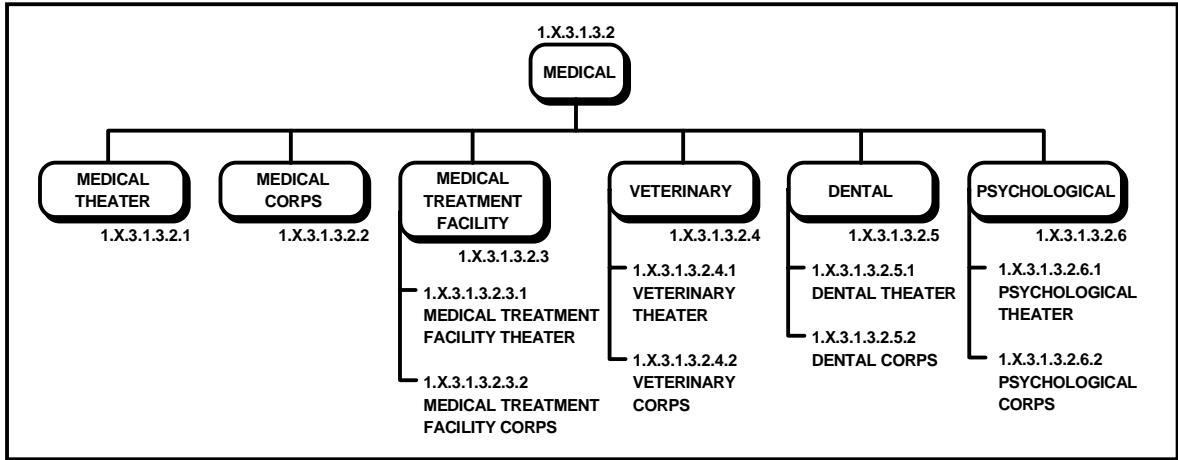 1.X.3.1.3.2
MEDICAL
MEDICAL
THEATER
1.X.3.1.3.2.1
MEDICAL
CORPS
1.X.3.1.3.2.2
MEDICAL
TREATMENT
FACILITY
1.X.3.1.3.2.3
1.X.3.1.3.2.3.1
MEDICAL TREATMENT
FACILITY THEATER
1.X.3.1.3.2.3.2
MEDICAL TREATMENT
FACILITY CORPS
VETERINARY
1.X.3.1.3.2.4
1.X.3.1.3.2.4.1
VETERINARY
THEATER
1.X.3.1.3.2.4.2
VETERINARY
CORPS
DENTAL
1.X.3.1.3.2.5
1.X.3.1.3.2.5.1
DENTAL THEATER
1.X.3.1.3.2.5.2
DENTAL CORPS
PSYCHOLOGICAL
1.X.3.1.3.2.6
1.X.3.1.3.2.6.1
PSYCHOLOGICAL
THEATER
1.X.3.1.3.2.6.2
PSYCHOLOGICAL
CORPS